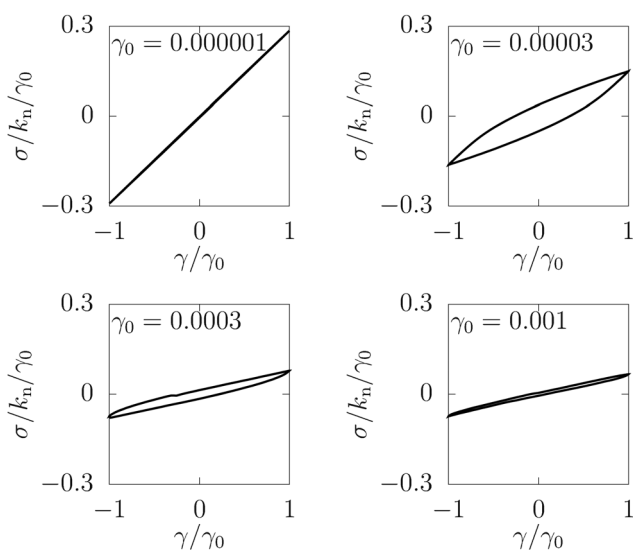 0.3
γ₀ = 0.000001
σ/kₙ/γ₀
0
−0.3
−1
0
1
γ/γ₀
0.3
γ₀ = 0.00003
σ/kₙ/γ₀
0
−0.3
−1
0
1
γ/γ₀
0.3
γ₀ = 0.0003
σ/kₙ/γ₀
0
−0.3
−1
0
1
γ/γ₀
0.3
γ₀ = 0.001
σ/kₙ/γ₀
0
−0.3
−1
0
1
γ/γ₀